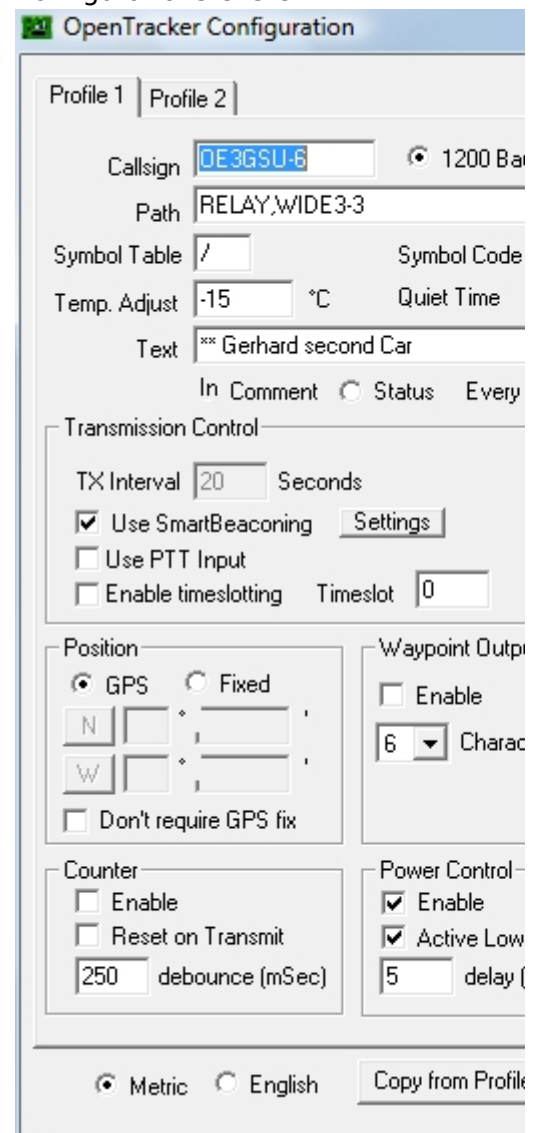 OpenTracker Configuration
Profile 1 Profile 2
Callsign OE3GSU-6 1200 Bau
Path RELAY,WIDE3-3
Symbol Table / Symbol Code
Temp. Adjust -15 °C Quiet Time
Text ** Gerhard second Car
In Comment Status Every
Transmission Control
TX Interval 20 Seconds
Use SmartBeaconing Settings
Use PTT Input
Enable timeslotting Timeslot 0
Position Waypoint Outpu
GPS Fixed Enable
N ° , '
6 Charac
W ° , '
Don't require GPS fix
Counter Power Control
Enable Enable
Reset on Transmit Active Low
250 debounce (mSec) 5 delay (
Metric English Copy from Profile